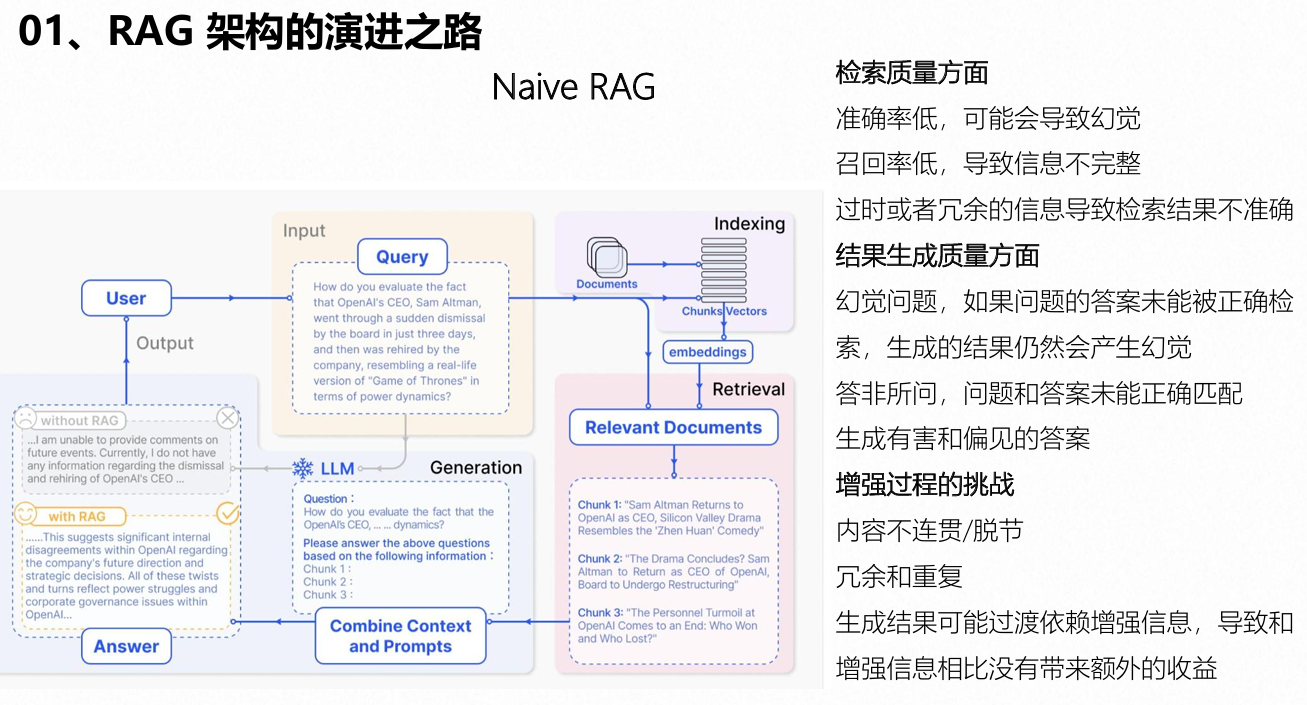 01、RAG 架构的演进之路
Naive RAG
Input
Query
How do you evaluate the fact
that OpenAI's CEO, Sam Altman,
went through a sudden dismissal
by the board in just three days,
and then was rehired by the
company, resembling a real-life
version of "Game of Thrones" in
terms of power dynamics?
Indexing
Documents
Chunks Vectors
embeddings
User
Output
Retrieval
Relevant Documents
Chunk 1: "Sam Altman Returns to
OpenAI as CEO, Silicon Valley Drama
Resembles the 'Zhen Huan' Comedy"
Chunk 2: "The Drama Concludes? Sam
Altman to Return as CEO of OpenAI,
Board to Undergo Restructuring"
Chunk 3: "The Personnel Turmoil at
OpenAI Comes to an End: Who Won
and Who Lost?"
LLM
Generation
Question :
How do you evaluate the fact that the
OpenAI's CEO, ... ... dynamics?
Please answer the above questions
based on the following information :
Chunk 1 :
Chunk 2 :
Chunk 3 :
Combine Context
and Prompts
without RAG
...I am unable to provide comments on
future events. Currently, I do not have
any information regarding the dismissal
and rehiring of OpenAI's CEO ...
with RAG
......This suggests significant internal
disagreements within OpenAI regarding
the company's future direction and
strategic decisions. All of these twists
and turns reflect power struggles and
corporate governance issues within
OpenAI...
Answer
检索质量方面
准确率低，可能会导致幻觉
召回率低，导致信息不完整
过时或者冗余的信息导致检索结果不准确
结果生成质量方面
幻觉问题，如果问题的答案未能被正确检
索，生成的结果仍然会产生幻觉
答非所问，问题和答案未能正确匹配
生成有害和偏见的答案
增强过程的挑战
内容不连贯/脱节
冗余和重复
生成结果可能过渡依赖增强信息，导致和
增强信息相比没有带来额外的收益